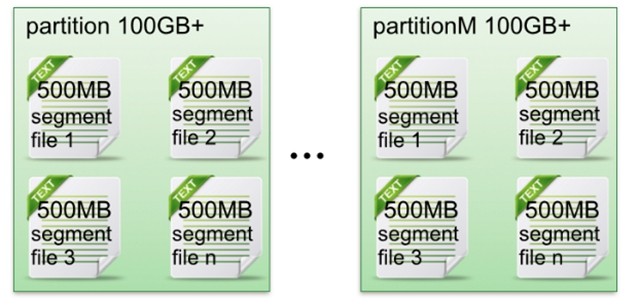 partition 100GB+
TEXT
500MB
segment
file 1
TEXT
500MB
segment
file 2
TEXT
500MB
segment
file 3
TEXT
500MB
segment
file n
...
partitionM 100GB+
TEXT
500MB
segment
file 1
TEXT
500MB
segment
file 2
TEXT
500MB
segment
file 3
TEXT
500MB
segment
file n